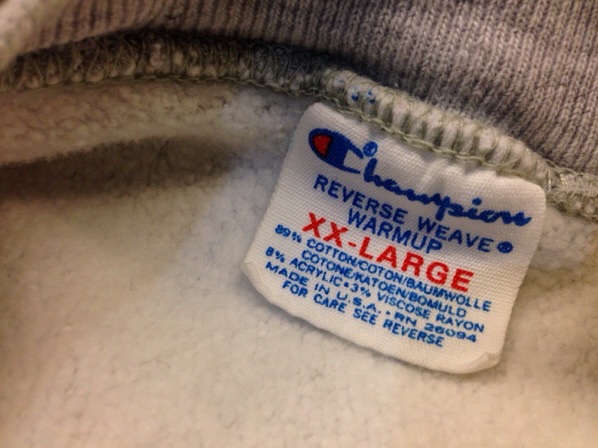 Champion
REVERSE WEAVE®
WARMUP
XX-LARGE
89% COTTON/COTON/BAUMWOLLE
COTONE/KATOEN/BOMULD
8% ACRYLIC • 3% VISCOSE RAYON
MADE IN U.S.A. • RN 26094
FOR CARE SEE REVERSE